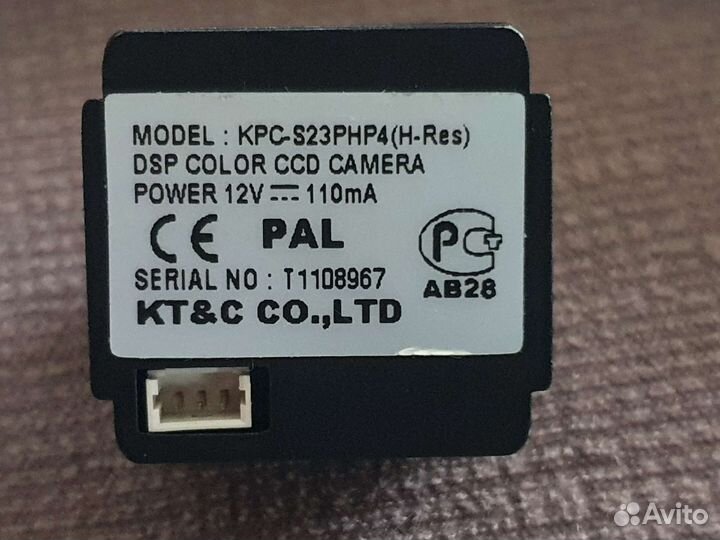 MODEL : KPC-S23PHP4(H-Res)
DSP COLOR CCD CAMERA
POWER 12V⎓110mA
CE PAL
РСТ
SERIAL NO : T1108967
AB28
KT&C CO.,LTD
Avito